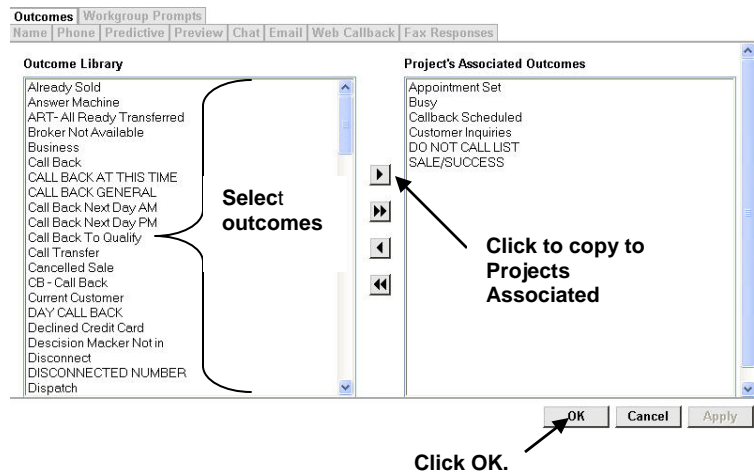 Outcomes Workgroup Prompts
Name Phone Predictive Preview Chat Email Web Callback Fax Responses
Outcome Library
Already Sold
Answer Machine
ART- All Ready Transferred
Broker Not Available
Business
Call Back
CALL BACK AT THIS TIME
CALL BACK GENERAL
Call Back Next Day AM
Call Back Next Day PM
Call Back To Qualify
Call Transfer
Cancelled Sale
CB - Call Back
Current Customer
DAY CALL BACK
Declined Credit Card
Descision Macker Not in
Disconnect
DISCONNECTED NUMBER
Dispatch
Select
outcomes
Project's Associated Outcomes
Appointment Set
Busy
Callback Scheduled
Customer Inquiries
DO NOT CALL LIST
SALE/SUCCESS
Click to copy to
Projects
Associated
OK Cancel Apply
Click OK.